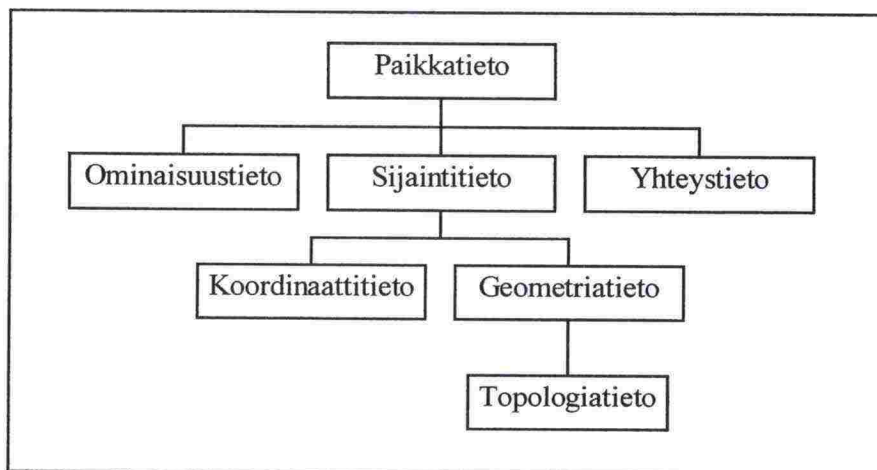 Paikkatieto
Ominaisuustieto
Sijaintitieto
Yhteystieto
Koordinaattitieto
Geometriatieto
Topologiatieto